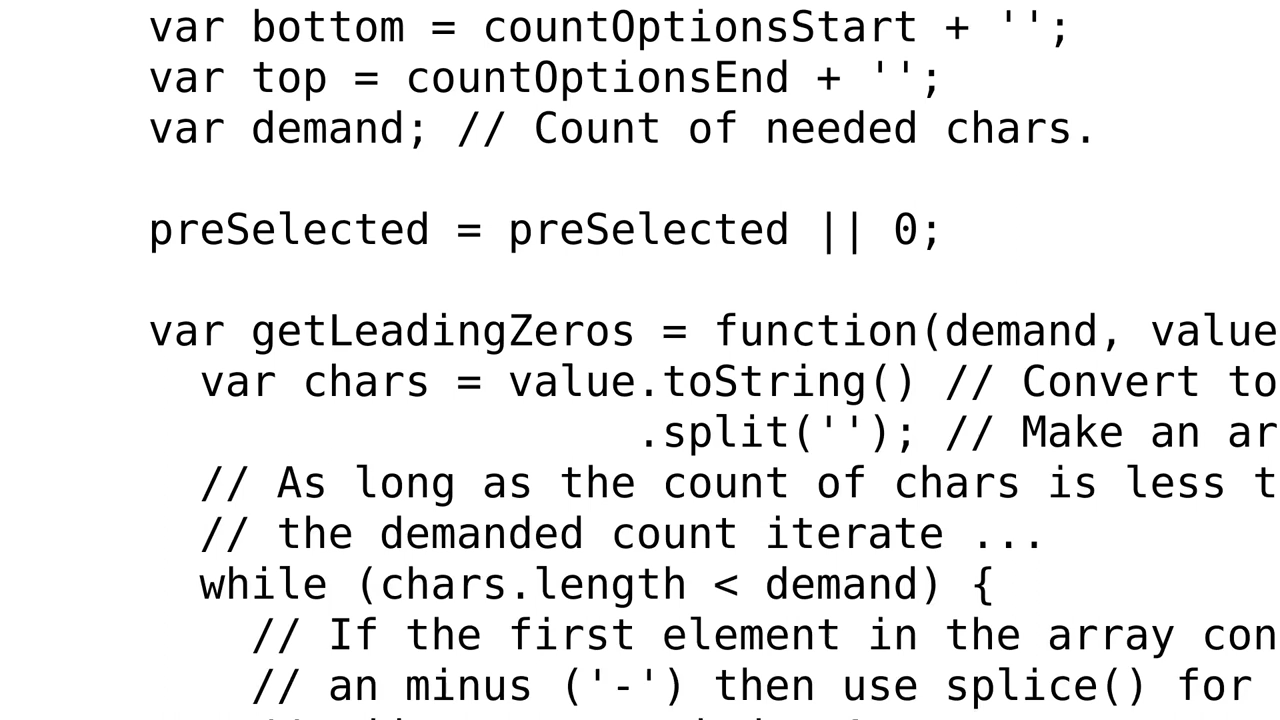 var bottom = countOptionsStart + '';
var top = countOptionsEnd + '';
var demand; // Count of needed chars.
preSelected = preSelected || 0;
var getLeadingZeros = function(demand, value
var chars = value.toString() // Convert to
.split(''); // Make an ar
// As long as the count of chars is less t
// the demanded count iterate ...
while (chars.length < demand) {
// If the first element in the array con
// an minus ('-') then use splice() for